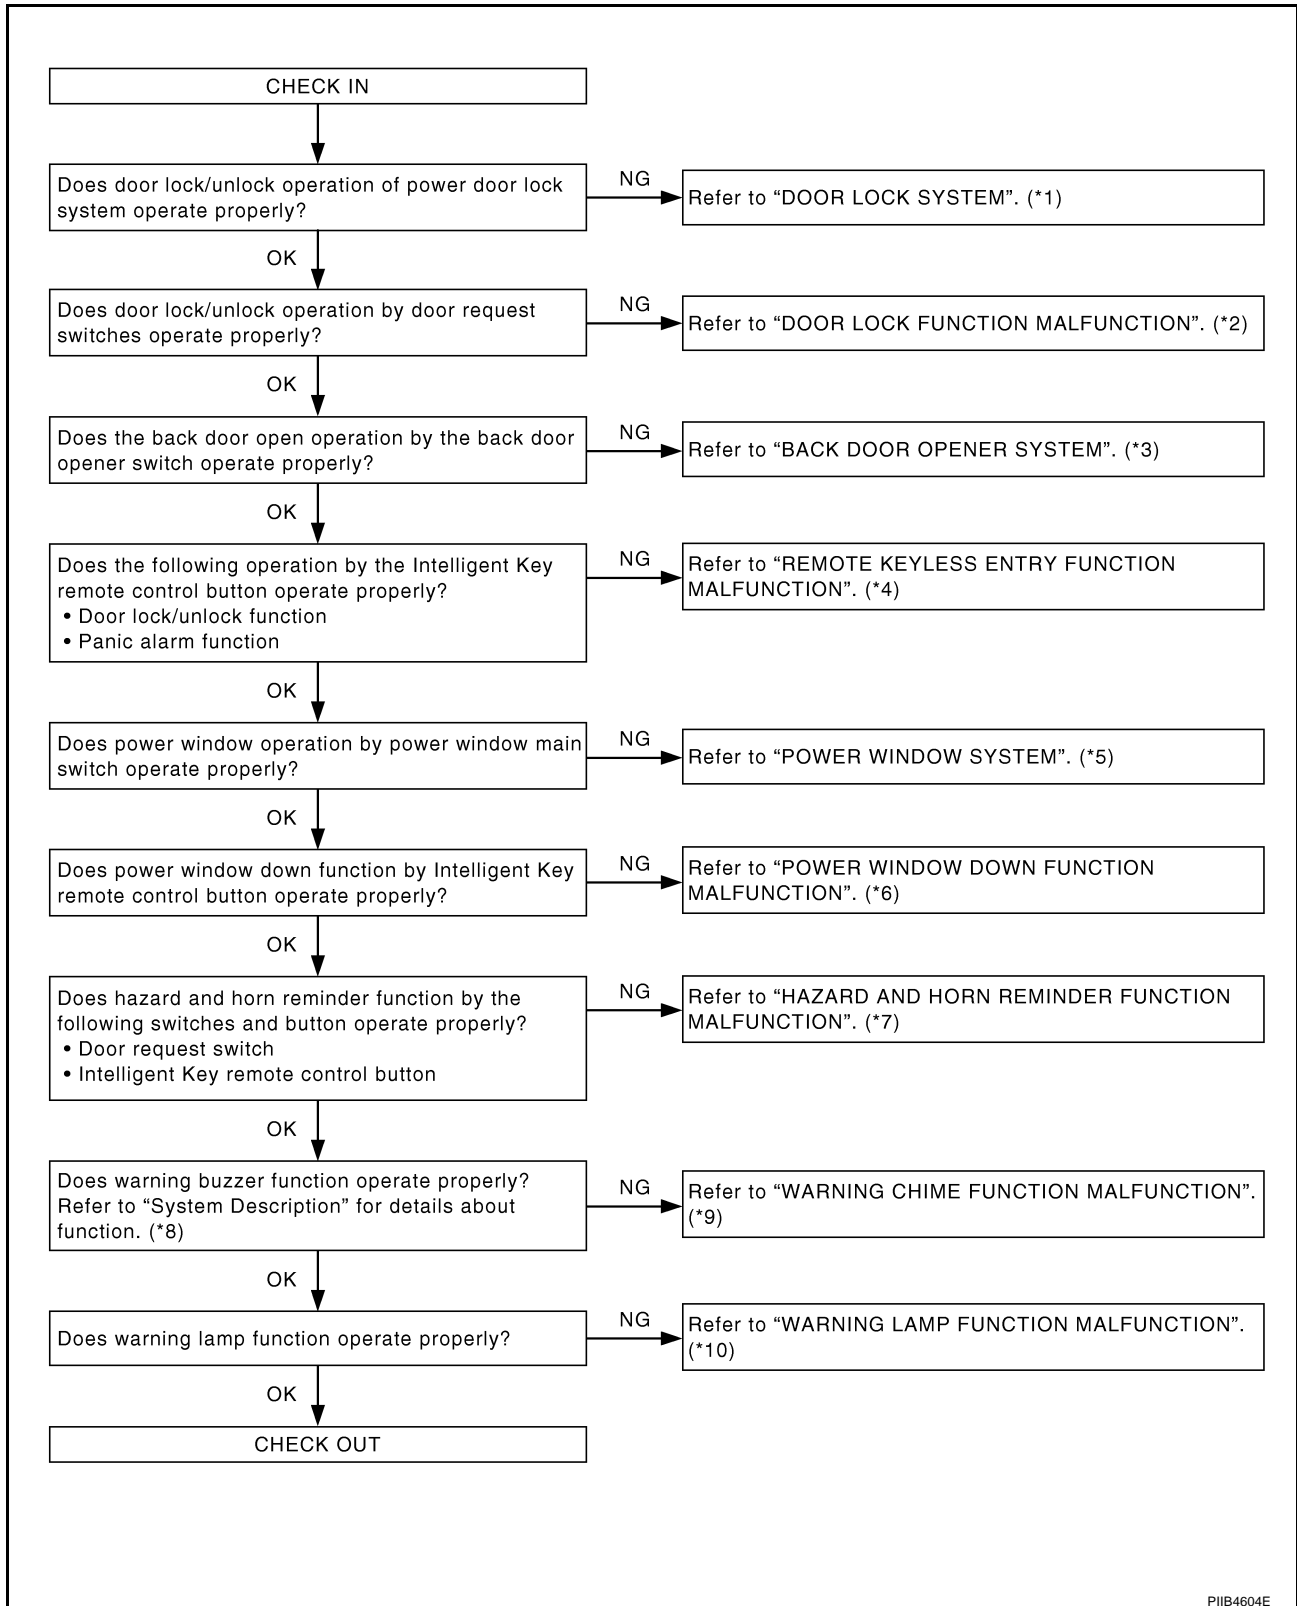 CHECK IN
Does door lock/unlock operation of power door lock
system operate properly?
NG
Refer to “DOOR LOCK SYSTEM”. (*1)
OK
Does door lock/unlock operation by door request
switches operate properly?
NG
Refer to “DOOR LOCK FUNCTION MALFUNCTION”. (*2)
OK
Does the back door open operation by the back door
opener switch operate properly?
NG
Refer to “BACK DOOR OPENER SYSTEM”. (*3)
OK
Does the following operation by the Intelligent Key
remote control button operate properly?
• Door lock/unlock function
• Panic alarm function
NG
Refer to “REMOTE KEYLESS ENTRY FUNCTION
MALFUNCTION”. (*4)
OK
Does power window operation by power window main
switch operate properly?
NG
Refer to “POWER WINDOW SYSTEM”. (*5)
OK
Does power window down function by Intelligent Key
remote control button operate properly?
NG
Refer to “POWER WINDOW DOWN FUNCTION
MALFUNCTION”. (*6)
OK
Does hazard and horn reminder function by the
following switches and button operate properly?
• Door request switch
• Intelligent Key remote control button
NG
Refer to “HAZARD AND HORN REMINDER FUNCTION
MALFUNCTION”. (*7)
OK
Does warning buzzer function operate properly?
Refer to “System Description” for details about
function. (*8)
NG
Refer to “WARNING CHIME FUNCTION MALFUNCTION”.
(*9)
OK
Does warning lamp function operate properly?
NG
Refer to “WARNING LAMP FUNCTION MALFUNCTION”.
(*10)
OK
CHECK OUT
PIIB4604E